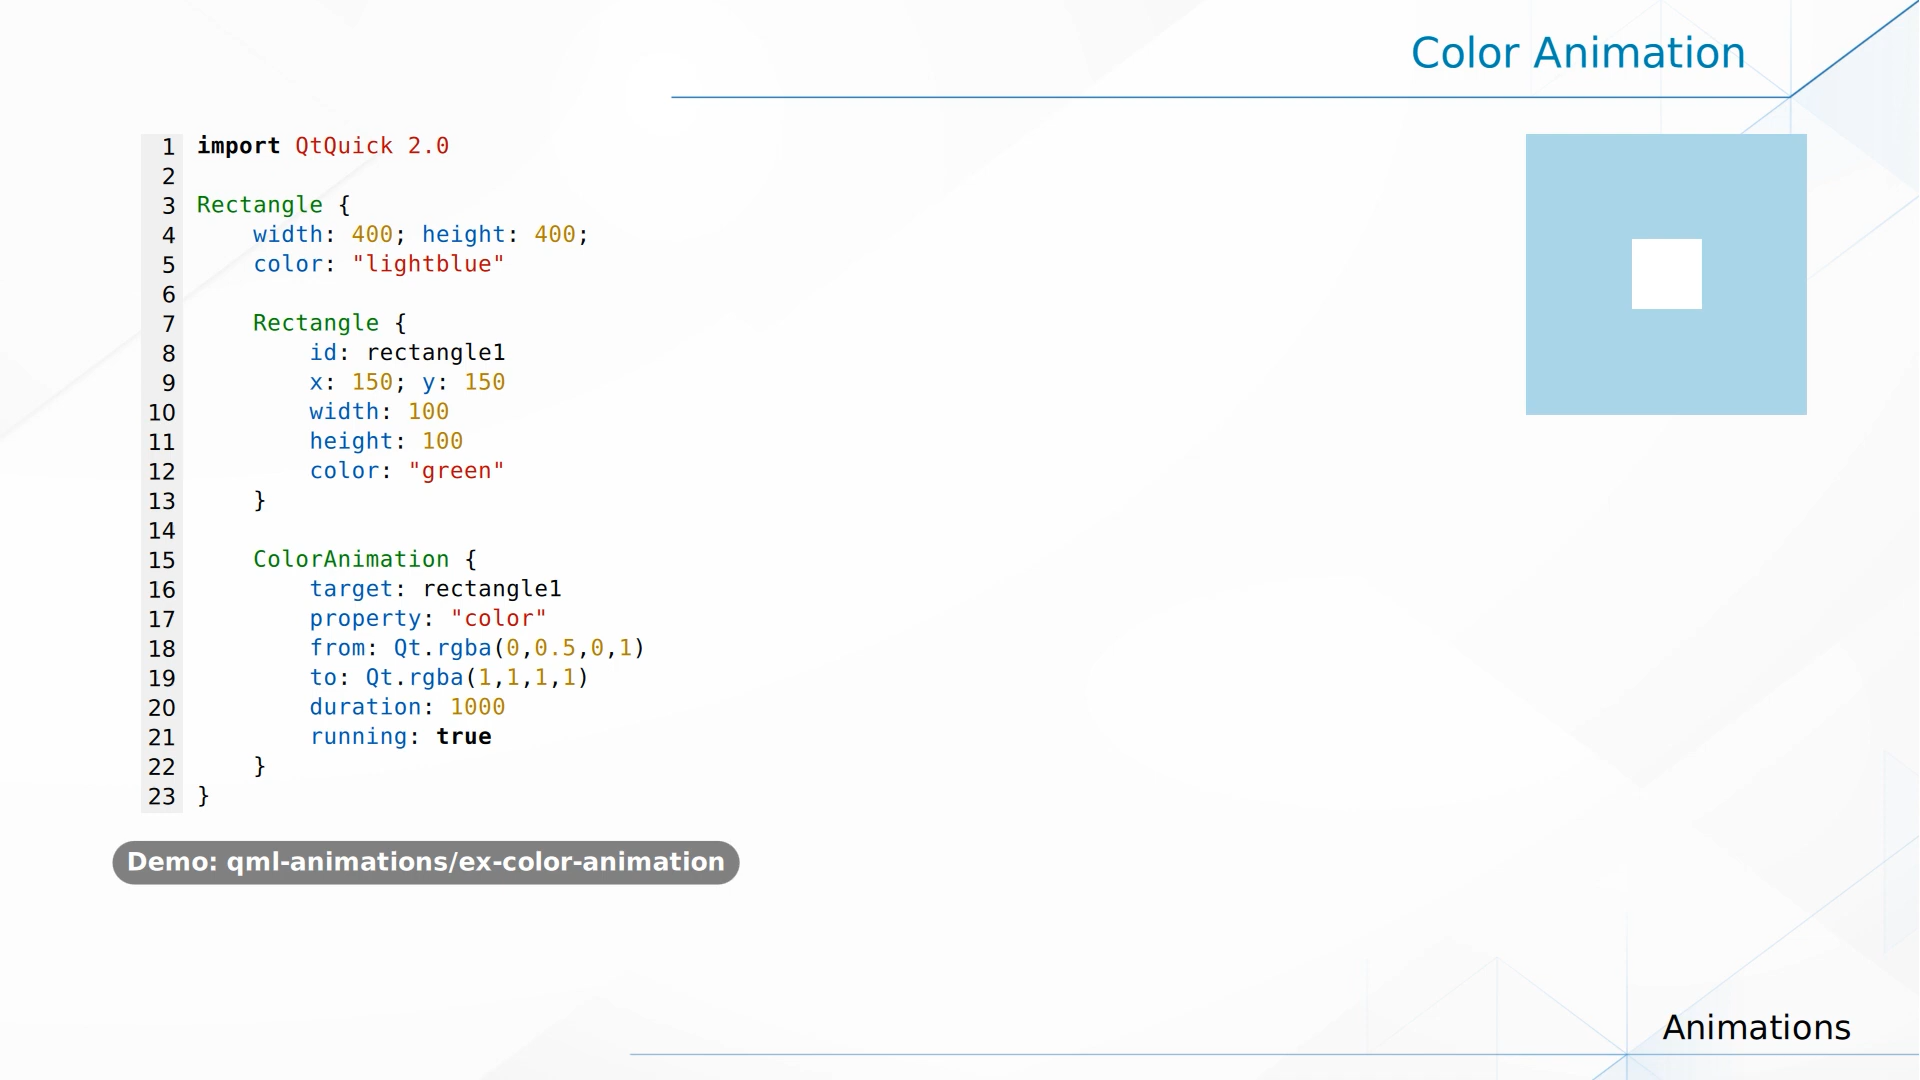 Color Animation
1 import QtQuick 2.0
2
3 Rectangle {
4     width: 400; height: 400;
5     color: "lightblue"
6
7     Rectangle {
8         id: rectangle1
9         x: 150; y: 150
10         width: 100
11         height: 100
12         color: "green"
13     }
14
15     ColorAnimation {
16         target: rectangle1
17         property: "color"
18         from: Qt.rgba(0,0.5,0,1)
19         to: Qt.rgba(1,1,1,1)
20         duration: 1000
21         running: true
22     }
23 }
Demo: qml-animations/ex-color-animation
Animations